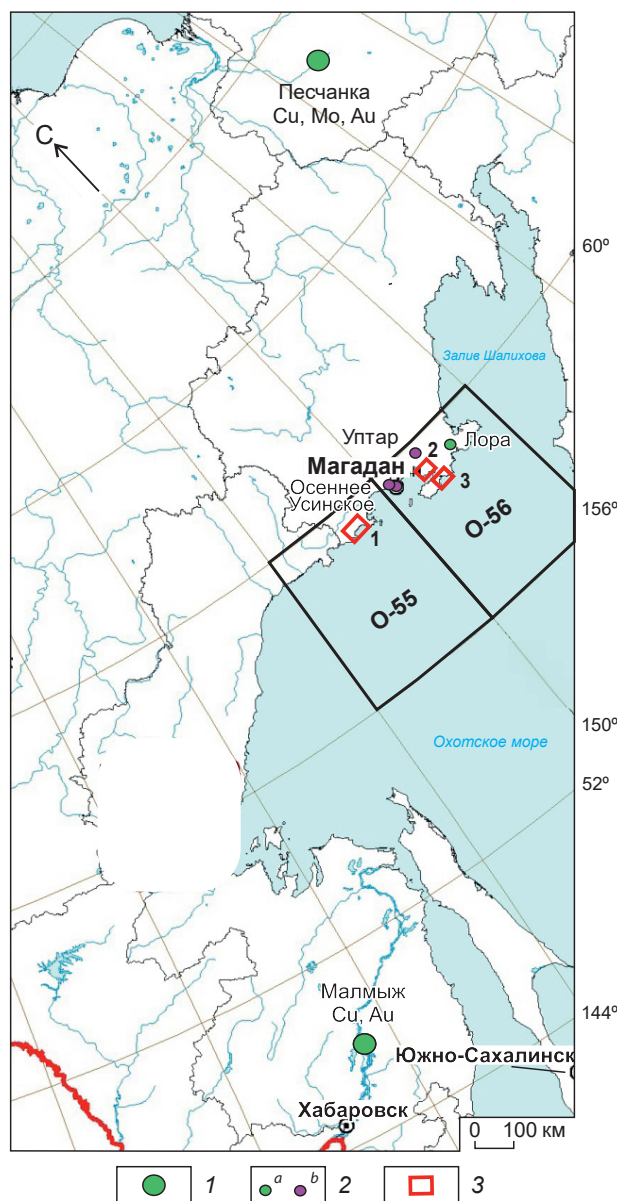 Песчанка
Cu, Mo, Au
С
60º
Залив Шалихова
Уптар
2
Лора
Магадан
3
Осеннее
Усинское
1
156º
О-56
О-55
150º
Охотское море
52º
Малмыж
Cu, Au
144º
Южно-Сахалинск
Хабаровск
0 100 км
1 a b 2 3